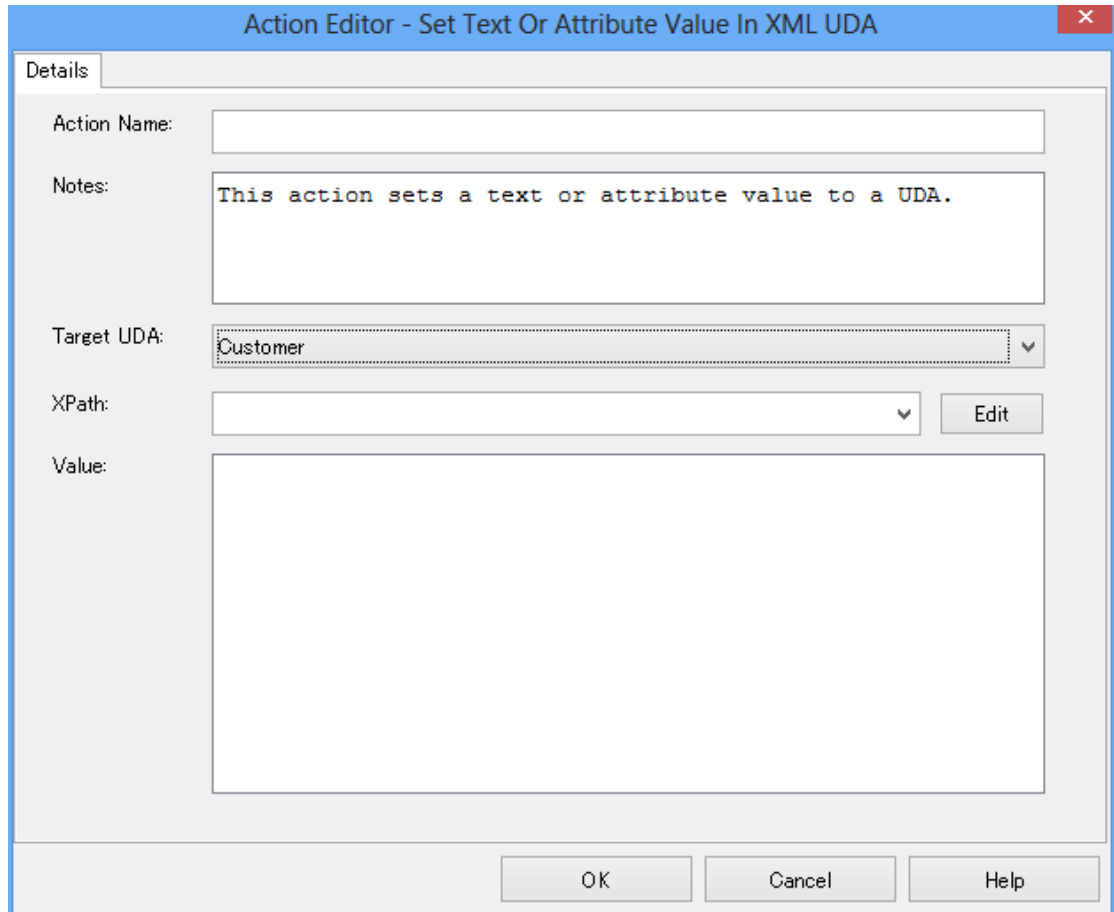 Action Editor - Set Text Or Attribute Value In XML UDA
Details
Action Name:
Notes:
This action sets a text or attribute value to a UDA.
Target UDA:
Customer
XPath:
Edit
Value:
OK
Cancel
Help